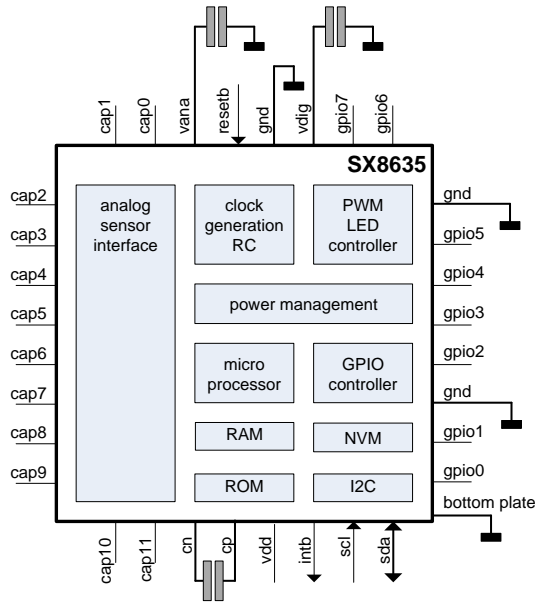 cap1
cap0
vana
resetb
gnd
vdig
gpio7
gpio6
SX8635
cap2
cap3
cap4
cap5
cap6
cap7
cap8
cap9
analog
sensor
interface
clock
generation
RC
PWM
LED
controller
power management
micro
processor
GPIO
controller
RAM
NVM
ROM
I2C
gnd
gpio5
gpio4
gpio3
gpio2
gnd
gpio1
gpio0
bottom plate
cap10
cap11
cn
cp
vdd
intb
scl
sda